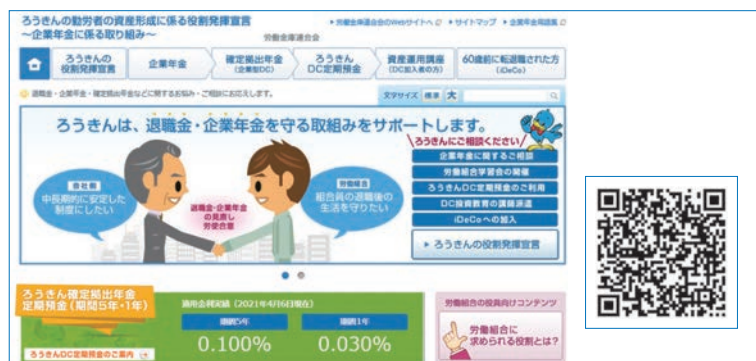 ろうきんの勤労者の資産形成に係る役割発揮宣言
~企業年金に係る取り組み~
労働金庫連合会
労働金庫連合会のWebサイトへ
サイトマップ
企業年金用語集
ろうきんの
役割発揮宣言
企業年金
確定拠出年金
(企業型DC)
ろうきん
DC定期預金
資産運用講座
(DC加入者の方)
60歳前に転退職された方
(iDeCo)
退職金・企業年金・確定拠出年金などに関するお悩み・ご相談にお応えします。
文字サイズ 標準 大
ろうきんは、退職金・企業年金を守る取組みをサポートします。
会社側
中長期的に安定した
制度にしたい
退職金・企業年金
の見直し
労使合意
労働組合
組合員の退職後の
生活を守りたい
ろうきんにご相談ください
企業年金に関するご相談
労働組合学習会の開催
ろうきんDC定期預金のご利用
DC投資教育の講師派遣
iDeCoへの加入
ろうきんの役割発揮宣言
ろうきん確定拠出年金
定期預金(期間5年・1年)
ろうきんDC定期預金のご案内
適用金利実績(2021年4月6日現在)
期間5年
期間1年
0.100%
0.030%
労働組合の役員向けコンテンツ
労働組合に
求められる役割とは?